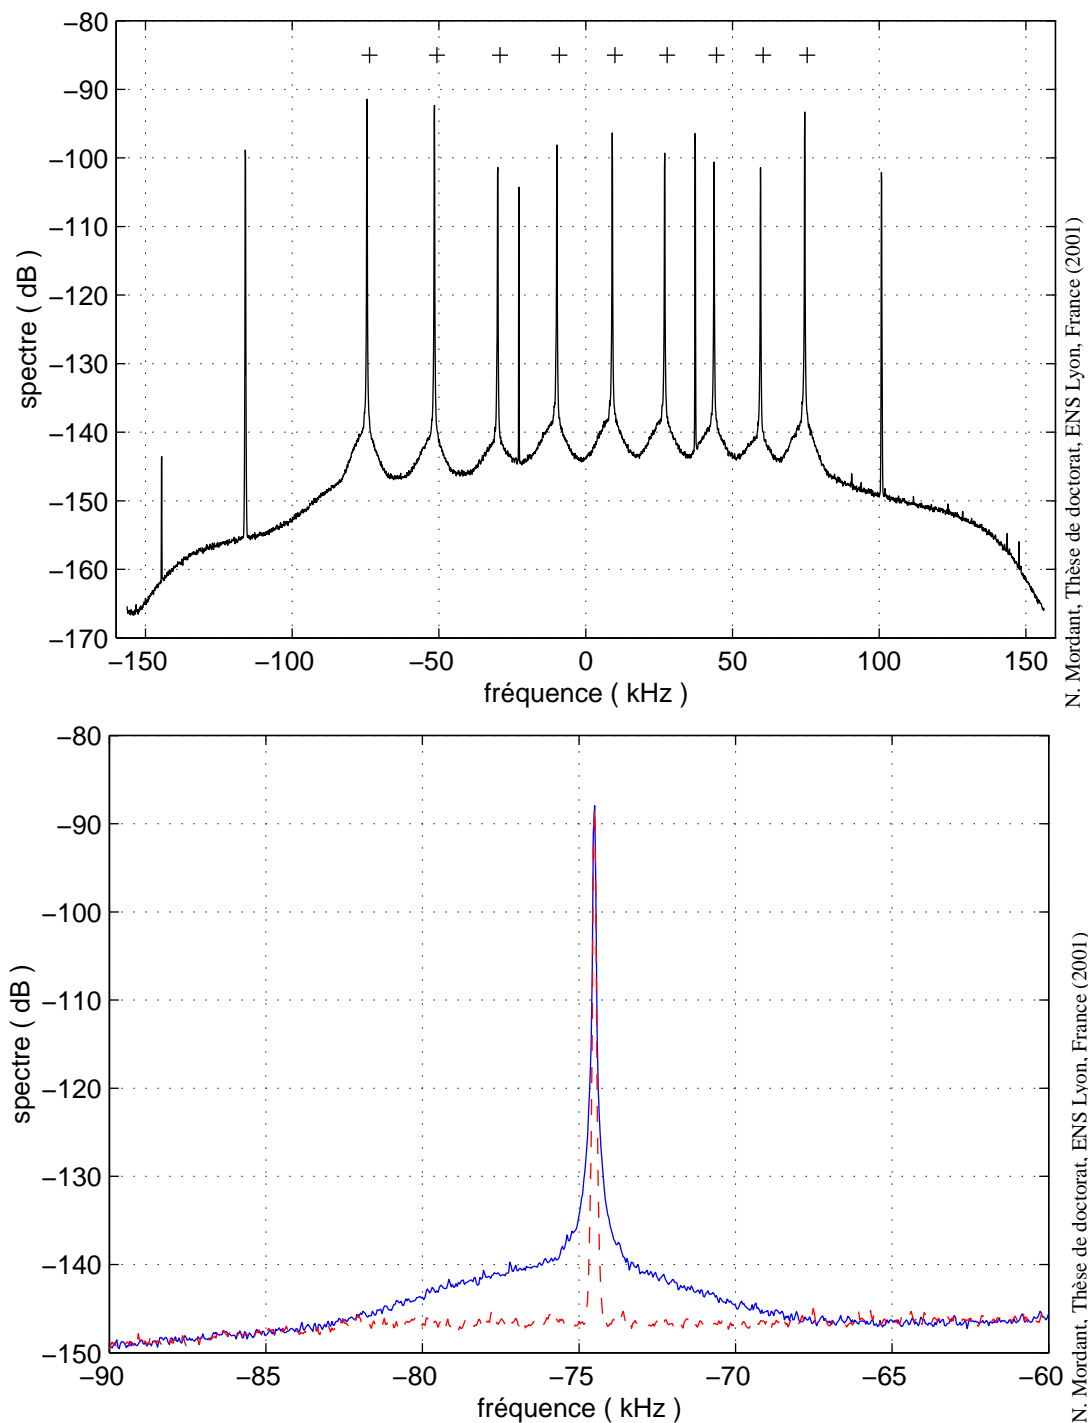 −80
−90
−100
−110
−120
−130
−140
−150
−160
−170
spectre ( dB )
−150 −100 −50 0 50 100 150
fréquence ( kHz )
N. Mordant, Thèse de doctorat, ENS Lyon, France (2001)
−80
−90
−100
−110
−120
−130
−140
−150
spectre ( dB )
−90 −85 −80 −75 −70 −65 −60
fréquence ( kHz )
N. Mordant, Thèse de doctorat, ENS Lyon, France (2001)